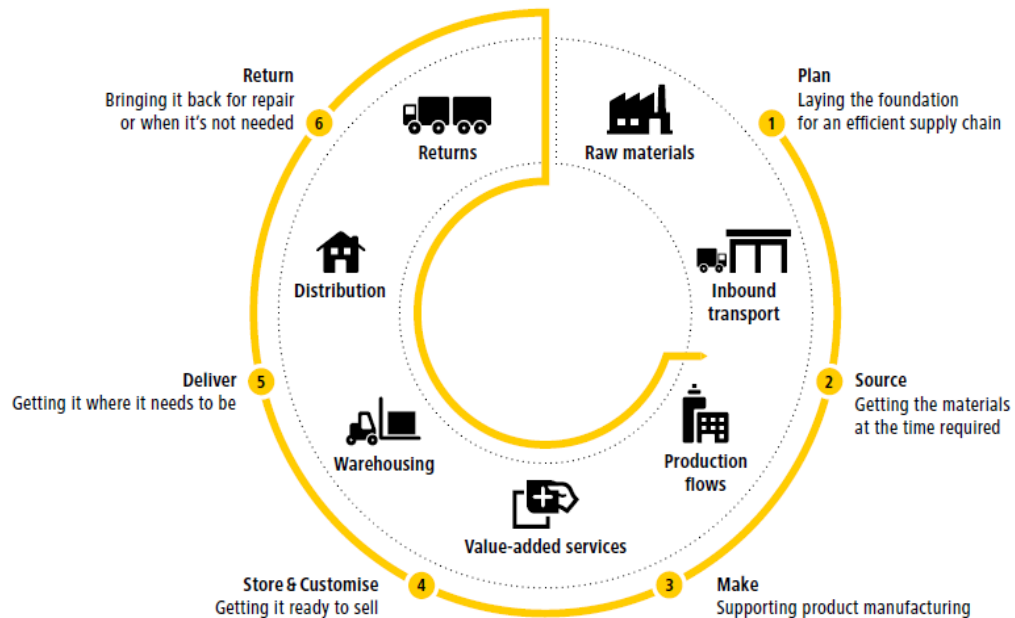 Plan
Laying the foundation
for an efficient supply chain
1
Source
Getting the materials
at the time required
2
Make
Supporting product manufacturing
3
Store & Customise
Getting it ready to sell
4
Deliver
Getting it where it needs to be
5
Return
Bringing it back for repair
or when it's not needed
6
Raw materials
Inbound
transport
Production
flows
Value-added services
Warehousing
Distribution
Returns